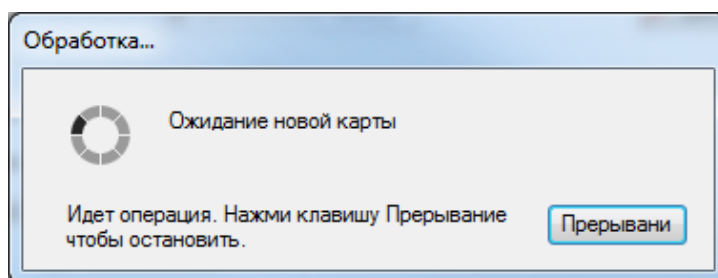 Обработка...
Ожидание новой карты
Идет операция. Нажми клавишу Прерывание
чтобы остановить.
Прерывани